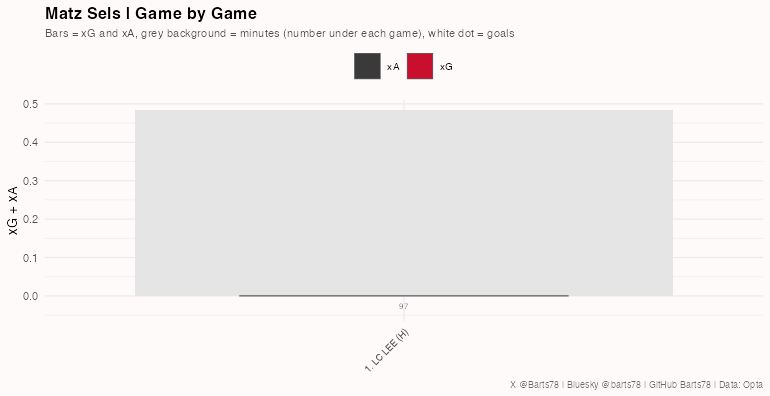 Matz Sels | Game by Game
Bars = xG and xA, grey background = minutes (number under each game), white dot = goals
xA
xG
xG + xA
0.5
0.4
0.3
0.2
0.1
0.0
97
1. LC LEE (H)
X @Barts78 | Bluesky @barts78 | GitHub Barts78 | Data: Opta